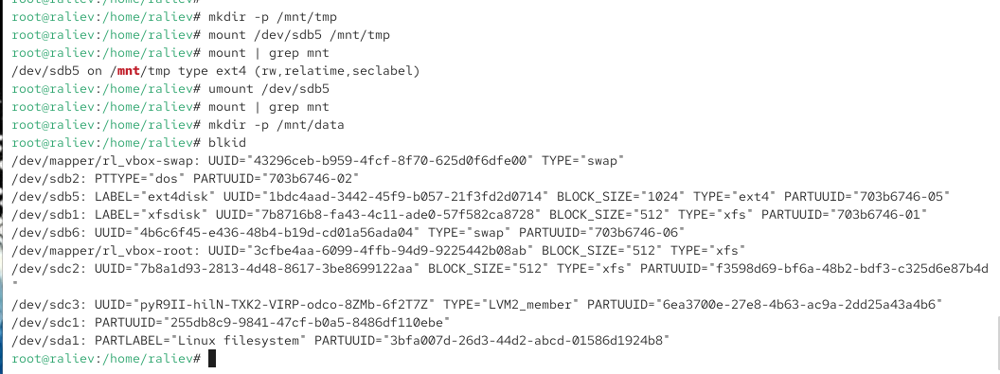 root@raliev:/home/raliev# mkdir -p /mnt/tmp
root@raliev:/home/raliev# mount /dev/sdb5 /mnt/tmp
root@raliev:/home/raliev# mount | grep mnt
/dev/sdb5 on /mnt/tmp type ext4 (rw,relatime,seclabel)
root@raliev:/home/raliev# umount /dev/sdb5
root@raliev:/home/raliev# mount | grep mnt
root@raliev:/home/raliev# mkdir -p /mnt/data
root@raliev:/home/raliev# blkid
/dev/mapper/rl_vbox-swap: UUID="43296ceb-b959-4fcf-8f70-625d0f6dfe00" TYPE="swap"
/dev/sdb2: PTTYPE="dos" PARTUUID="703b6746-02"
/dev/sdb5: LABEL="ext4disk" UUID="1bdc4aad-3442-45f9-b057-21f3fd2d0714" BLOCK_SIZE="1024" TYPE="ext4" PARTUUID="703b6746-05"
/dev/sdb1: LABEL="xfsdisk" UUID="7b8716b8-fa43-4c11-ade0-57f582ca8728" BLOCK_SIZE="512" TYPE="xfs" PARTUUID="703b6746-01"
/dev/sdb6: UUID="4b6c6f45-e436-48b4-b19d-cd01a56ada04" TYPE="swap" PARTUUID="703b6746-06"
/dev/mapper/rl_vbox-root: UUID="3cfbe4aa-6099-4ffb-94d9-9225442b08ab" BLOCK_SIZE="512" TYPE="xfs"
/dev/sdc2: UUID="7b8a1d93-2813-4d48-8617-3be8699122aa" BLOCK_SIZE="512" TYPE="xfs" PARTUUID="f3598d69-bf6a-48b2-bdf3-c325d6e87b4d
"
/dev/sdc3: UUID="pyR9II-hilN-TXK2-VIRP-odco-8ZMb-6f2T7Z" TYPE="LVM2_member" PARTUUID="6ea3700e-27e8-4b63-ac9a-2dd25a43a4b6"
/dev/sdc1: PARTUUID="255db8c9-9841-47cf-b0a5-8486df110ebe"
/dev/sda1: PARTLABEL="Linux filesystem" PARTUUID="3bfa007d-26d3-44d2-abcd-01586d1924b8"
root@raliev:/home/raliev#